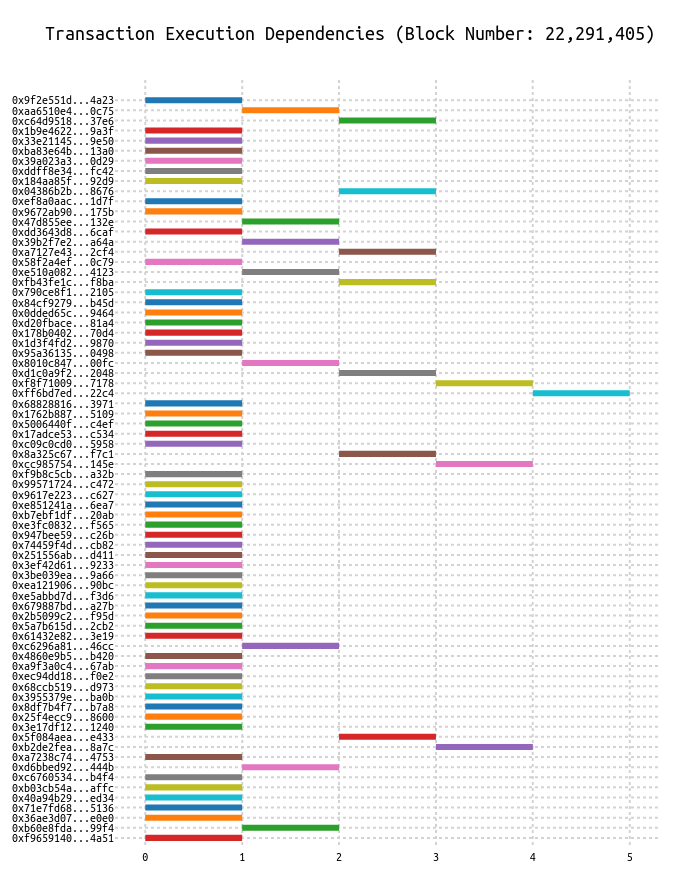 Transaction Execution Dependencies (Block Number: 22,291,405)
0x9f2e551d...4a23
0xaa6510e4...0c75
0xc64d9518...37e6
0x1b9e4622...9a3f
0x33e21145...9e50
0xba83e64b...13a0
0x39a023a3...0d29
0xddff8e34...fc42
0x184aa85f...92d9
0x04386b2b...8676
0xef8a0aac...1d7f
0x9672ab90...175b
0x47d855ee...132e
0xdd3643d8...6caf
0x39b2f7e2...a64a
0xa7127e43...2cf4
0x58f2a4ef...0c79
0xe510a082...4123
0xfb43fe1c...f8ba
0x790ce8f1...2105
0x84cf9279...b45d
0x0dded65c...9464
0xd20fbace...81a4
0x178b0402...70d4
0x1d3f4fd2...9870
0x95a36135...0498
0x8010c847...00fc
0xd1c0a9f2...2048
0xf8f71009...7178
0xff6bd7ed...22c4
0x68828816...3971
0x1762b887...5109
0x5006440f...c4ef
0x17adce53...c534
0xc09c0cd0...5958
0x8a325c67...f7c1
0xcc985754...145e
0xf9b8c5cb...a32b
0x99571724...c472
0x9617e223...c627
0xe851241a...6ea7
0xb7ebf1df...20ab
0xe3fc0832...f565
0x947bee59...c26b
0x74459f4d...cb82
0x251556ab...d411
0x3ef42d61...9233
0x3be039ea...9a66
0xea121906...90bc
0xe5abbd7d...f3d6
0x679887bd...a27b
0x2b5099c2...f95d
0x5a7b615d...2cb2
0x61432e82...3e19
0xc6296a81...46cc
0x4860e9b5...b420
0xa9f3a0c4...67ab
0xec94dd18...f0e2
0x68ccb519...d973
0x3955379e...ba0b
0x8df7b4f7...b7a8
0x25f4ecc9...8600
0x3e17df12...1240
0x5f084aea...e433
0xb2de2fea...8a7c
0xa7238c74...4753
0xd6bbed92...444b
0xc6760534...b4f4
0xb03cb54a...affc
0x40a94b29...ed34
0x71e7fd68...5136
0x36ae3d07...e0e0
0xb60e8fda...99f4
0xf9659140...4a51
0 1 2 3 4 5